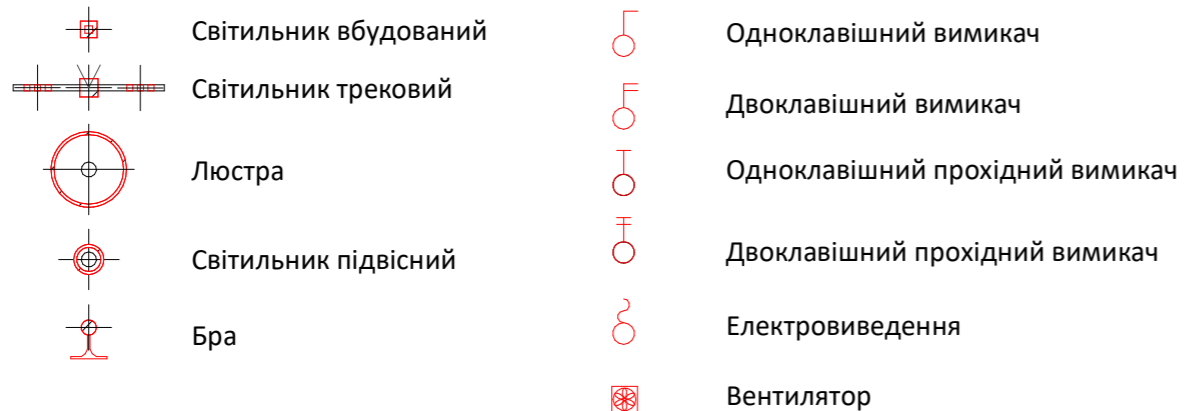 Світильник вбудований
Світильник трековий
Люстра
Світильник підвісний
Бра
Одноклавішний вимикач
Двоклавішний вимикач
Одноклавішний прохідний вимикач
Двоклавішний прохідний вимикач
Електровиведення
Вентилятор